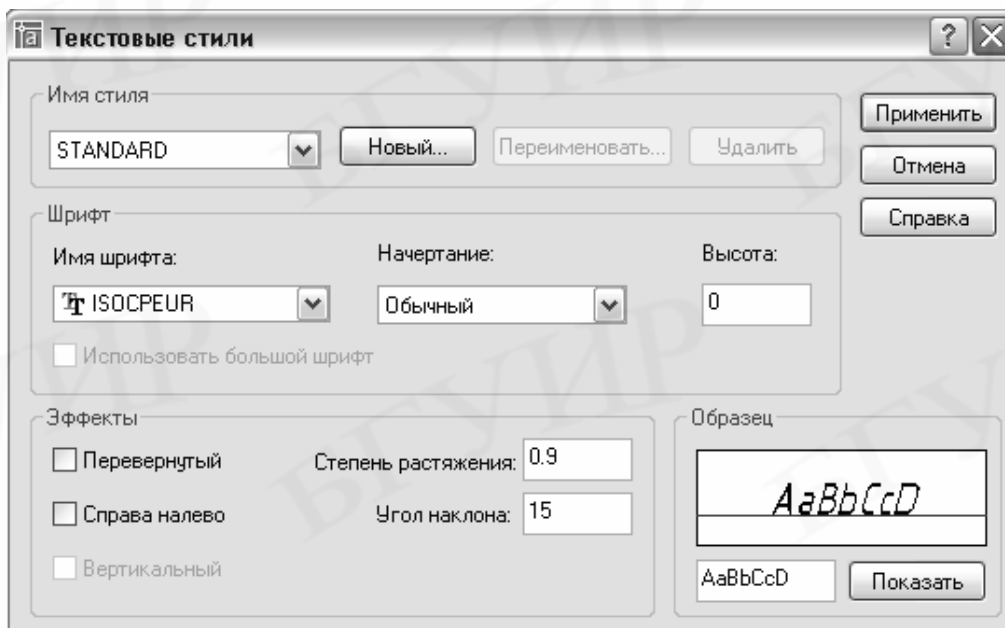 Текстовые стили
Имя стиля
STANDARD
Новый...
Переименовать...
Удалить
Применить
Отмена
Справка
Шрифт
Имя шрифта:
Начертание:
Высота:
ISOCPEUR
Обычный
0
Использовать большой шрифт
Эффекты
Перевернутый
Степень растяжения: 0.9
Справа налево
Угол наклона: 15
Вертикальный
Образец
AaBbCcD
AaBbCcD
Показать
БГУИР